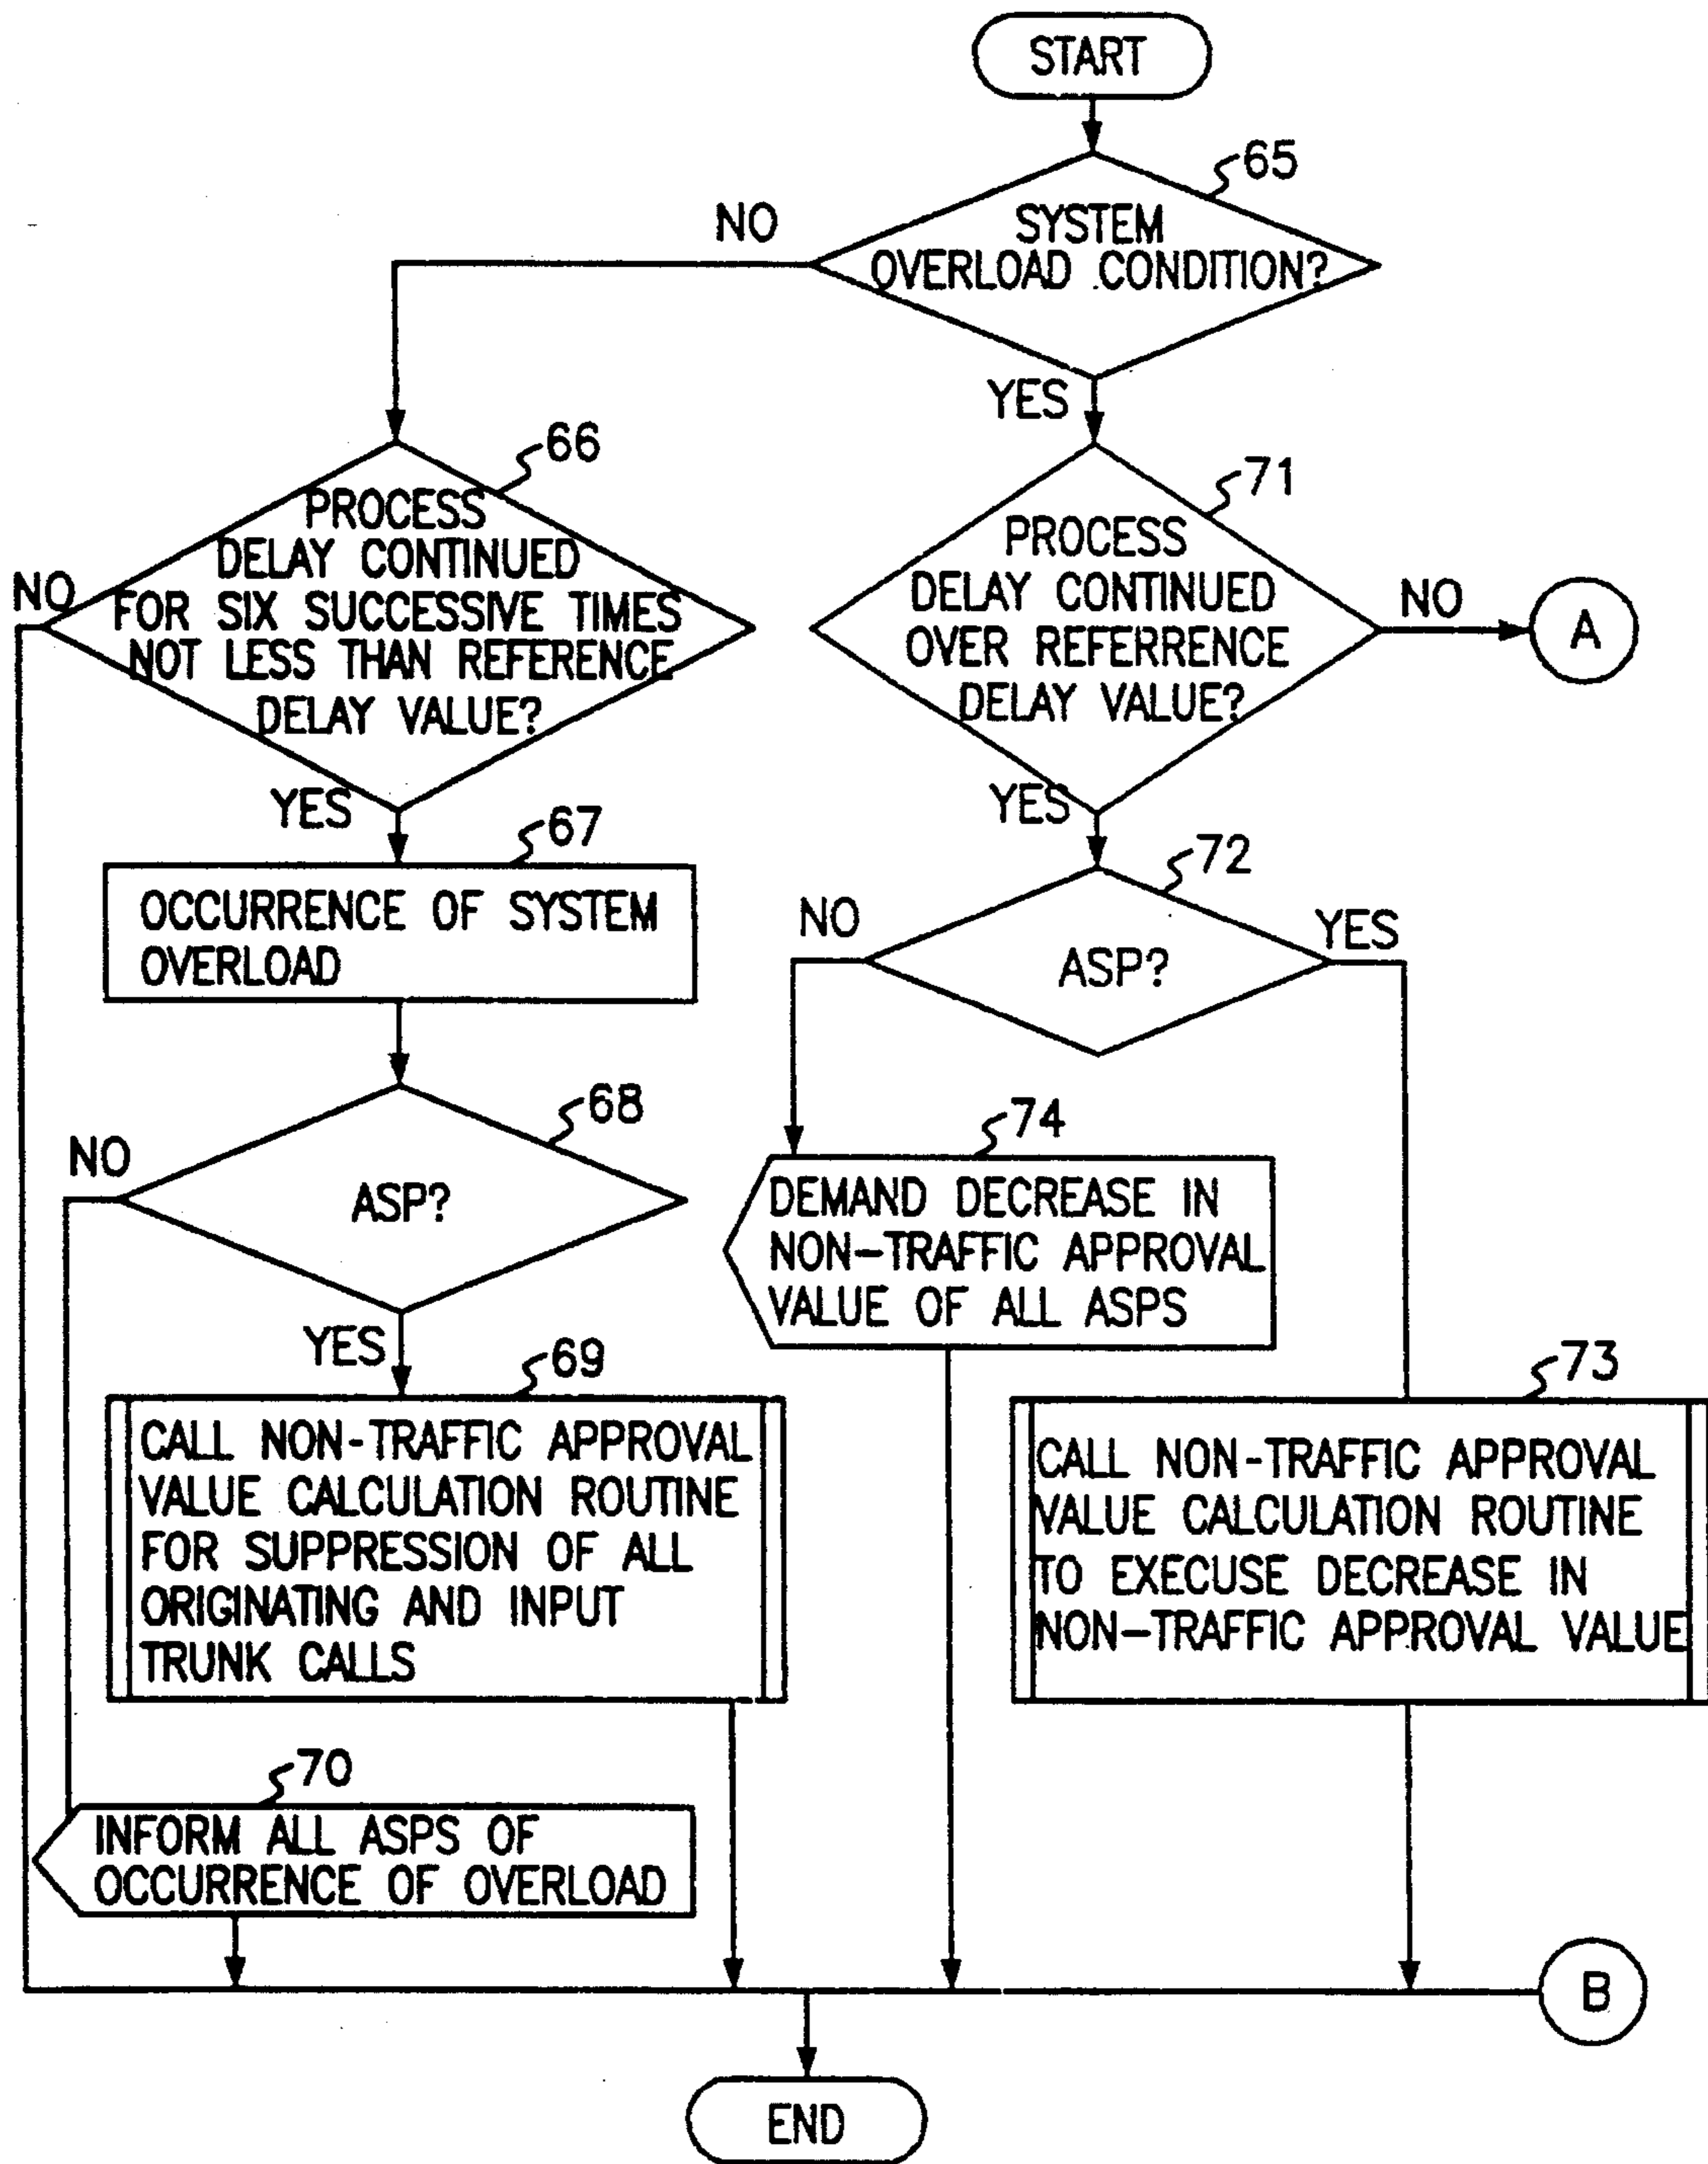 START
65
SYSTEM
OVERLOAD CONDITION?
NO
YES
66
PROCESS
DELAY CONTINUED
FOR SIX SUCCESSIVE TIMES
NOT LESS THAN REFERENCE
DELAY VALUE?
NO
YES
71
PROCESS
DELAY CONTINUED
OVER REFERRENCE
DELAY VALUE?
NO
A
YES
67
OCCURRENCE OF SYSTEM
OVERLOAD
72
ASP?
NO
YES
68
ASP?
NO
YES
74
DEMAND DECREASE IN
NON-TRAFFIC APPROVAL
VALUE OF ALL ASPS
69
CALL NON-TRAFFIC APPROVAL
VALUE CALCULATION ROUTINE
FOR SUPPRESSION OF ALL
ORIGINATING AND INPUT
TRUNK CALLS
73
CALL NON-TRAFFIC APPROVAL
VALUE CALCULATION ROUTINE
TO EXECUSE DECREASE IN
NON-TRAFFIC APPROVAL VALUE
70
INFORM ALL ASPS OF
OCCURRENCE OF OVERLOAD
B
END